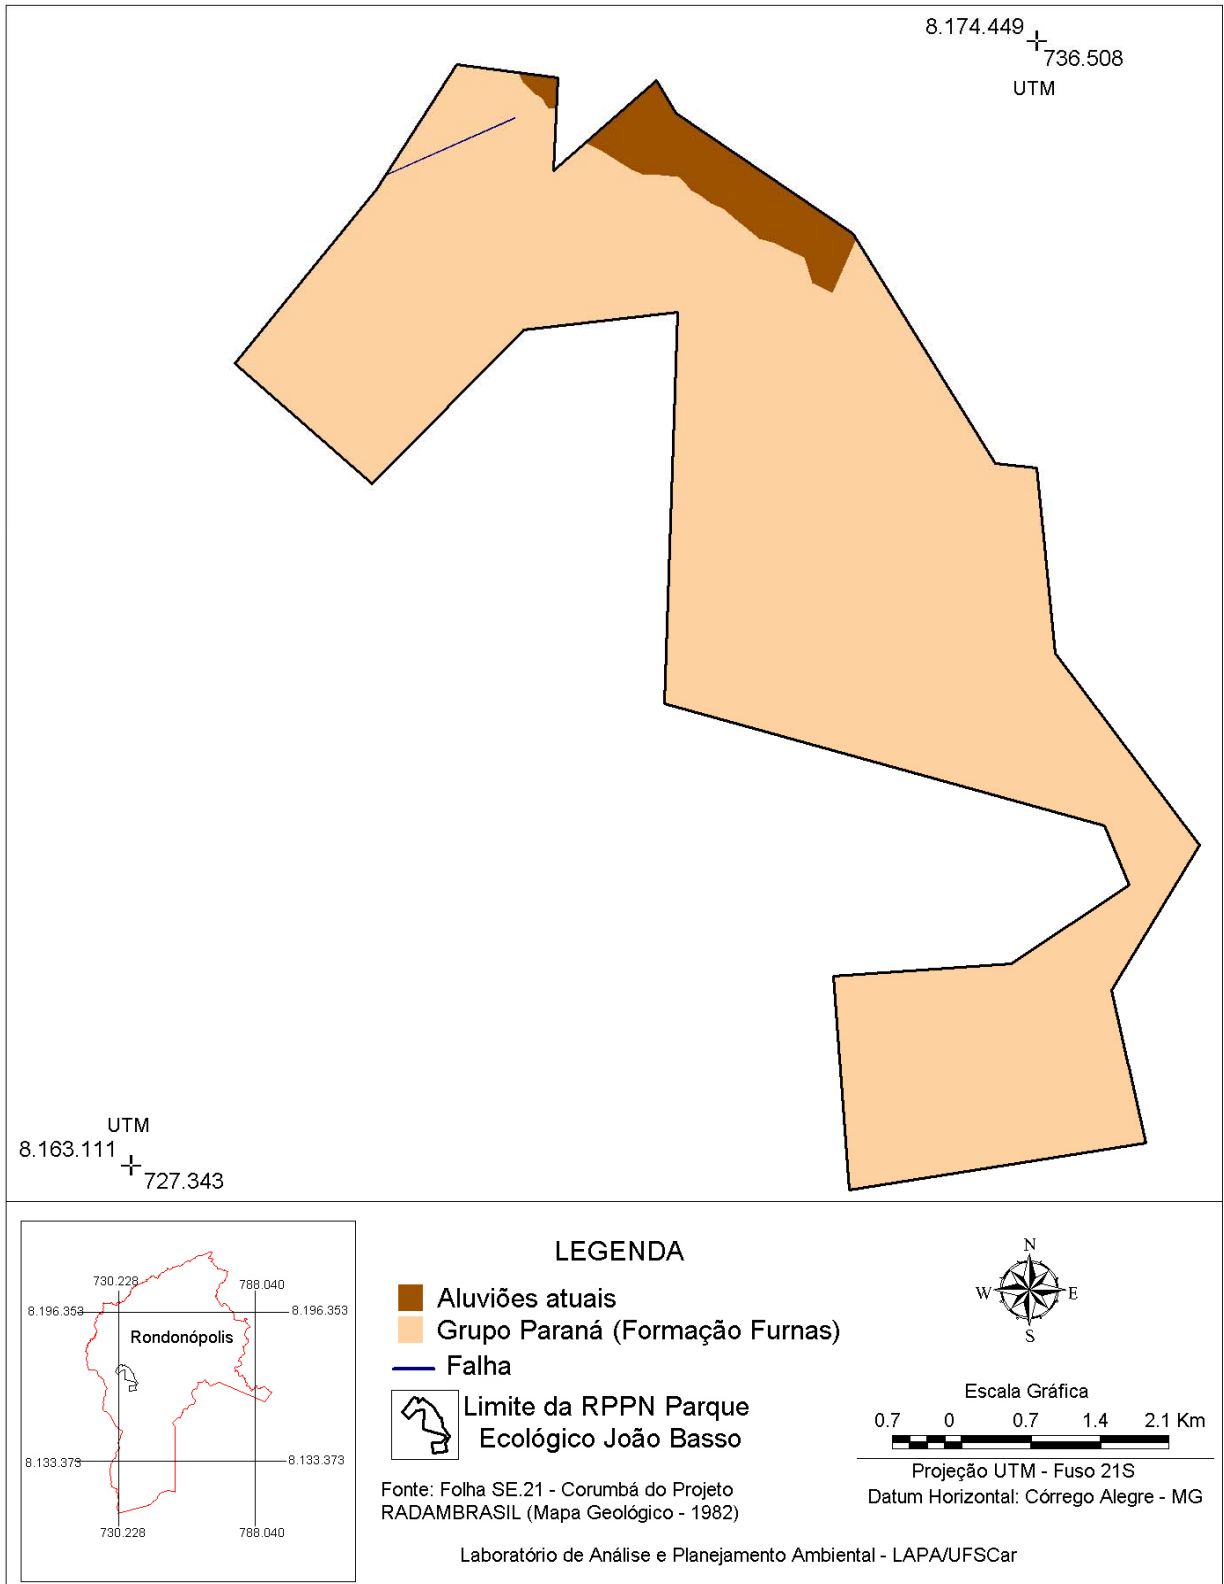 8.174.449
736.508
UTM
UTM
8.163.111
727.343
730.228
788.040
8.196.353
8.196.353
Rondonópolis
8.133.373
8.133.373
730.228
788.040
LEGENDA
Aluviões atuais
Grupo Paraná (Formação Furnas)
Falha
Limite da RPPN Parque
Ecológico João Basso
Fonte: Folha SE.21 - Corumbá do Projeto
RADAMBRASIL (Mapa Geológico - 1982)
N
W E
S
Escala Gráfica
0.7 0 0.7 1.4 2.1 Km
Projeção UTM - Fuso 21S
Datum Horizontal: Córrego Alegre - MG
Laboratório de Análise e Planejamento Ambiental - LAPA/UFSCar